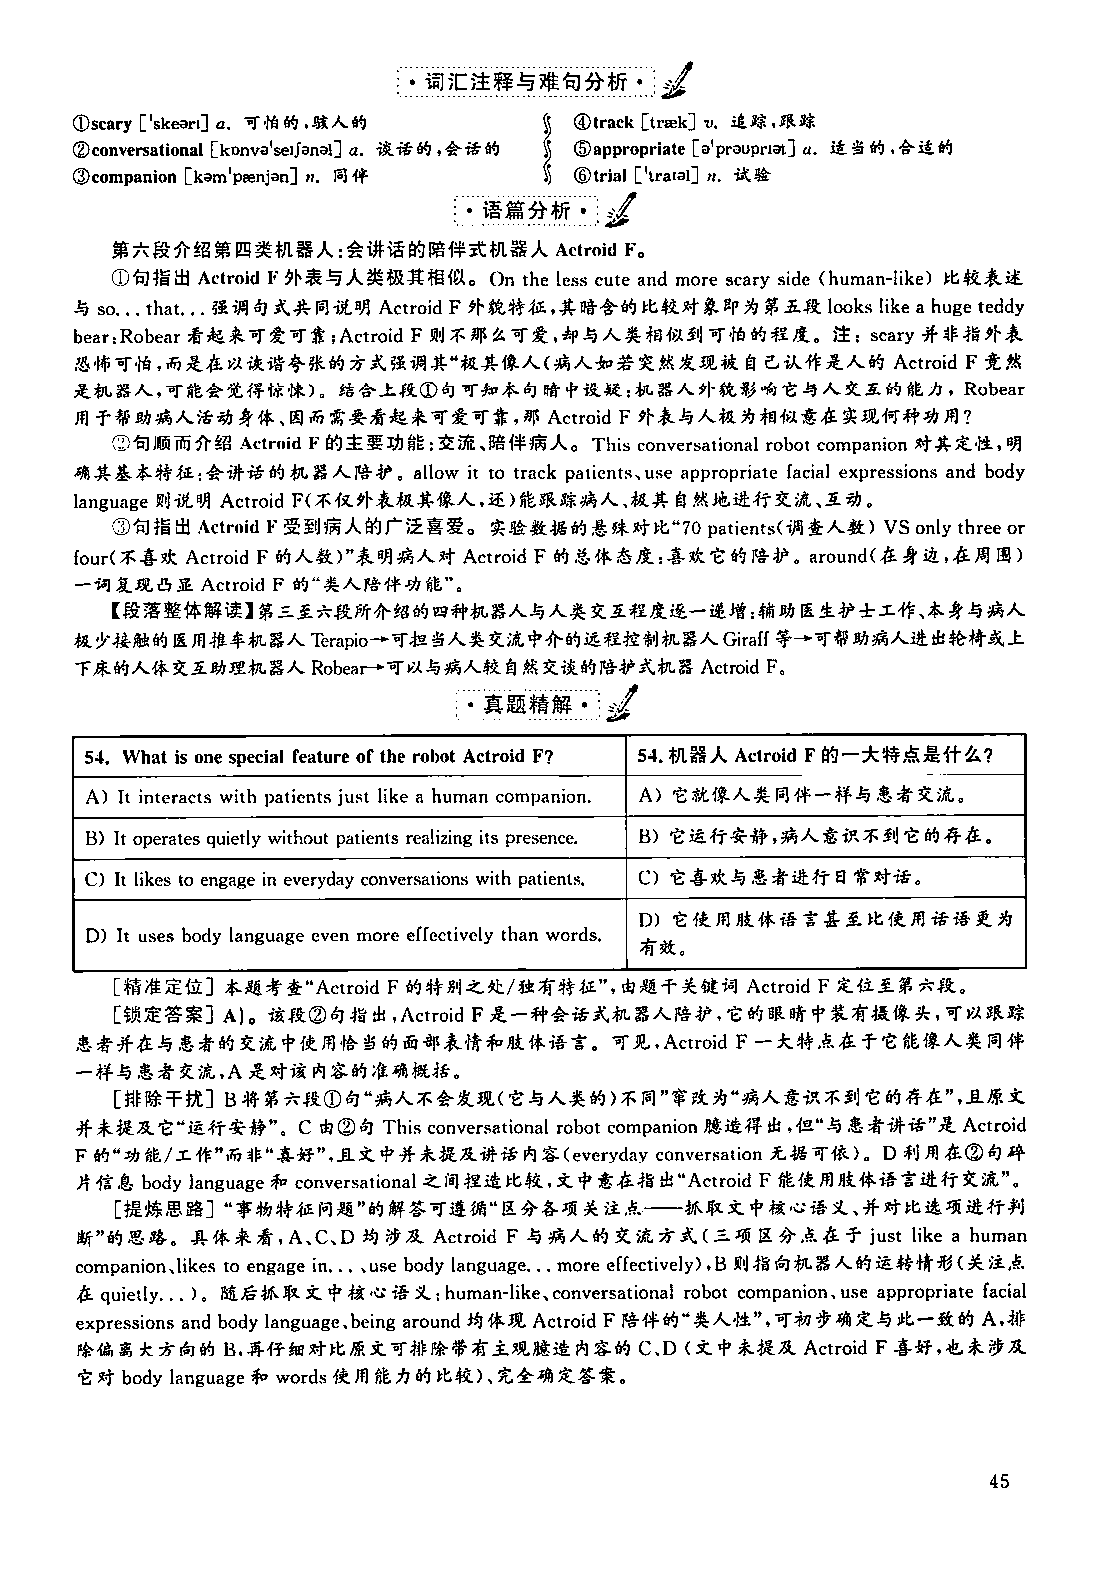 ·词汇注释与难句分析·
①scary [ˈskeərɪ] a. 可怕的,骇人的
②conversational [kɒnvəˈseɪʃənəl] a. 谈话的,会话的
③companion [kəmˈpænjən] n. 同伴
④track [træk] v. 追踪,跟踪
⑤appropriate [əˈprəuprɪət] a. 适当的,合适的
⑥trial [ˈtraɪəl] n. 试验
·语篇分析·
第六段介绍第四类机器人:会讲话的陪伴式机器人 Actroid F。
①句指出 Actroid F 外表与人类极其相似。On the less cute and more scary side (human-like) 比较表述
与 so... that... 强调句式共同说明 Actroid F 外貌特征,其暗含的比较对象即为第五段 looks like a huge teddy
bear:Robear 看起来可爱可靠;Actroid F 则不那么可爱,却与人类相似到可怕的程度。注: scary 并非指外表
恐怖可怕,而是在以诙谐夸张的方式强调其“极其像人(病人如若突然发现被自己认作是人的 Actroid F 竟然
是机器人,可能会觉得惊悚)。结合上段①句可知本句暗中设疑:机器人外貌影响它与人交互的能力, Robear
用于帮助病人活动身体、因而需要看起来可爱可靠,那 Actroid F 外表与人极为相似意在实现何种功用?
②句顺而介绍 Actroid F 的主要功能:交流、陪伴病人。This conversational robot companion 对其定性,明
确其基本特征:会讲话的机器人陪护。allow it to track patients、use appropriate facial expressions and body
language 则说明 Actroid F(不仅外表极其像人,还)能跟踪病人、极其自然地进行交流、互动。
③句指出 Actroid F 受到病人的广泛喜爱。实验数据的悬殊对比“70 patients(调查人数) VS only three or
four(不喜欢 Actroid F 的人数)”表明病人对 Actroid F 的总体态度:喜欢它的陪护。around(在身边,在周围)
一词复现凸显 Actroid F 的“类人陪伴功能”。
【段落整体解读】第三至六段所介绍的四种机器人与人类交互程度逐一递增:辅助医生护士工作、本身与病人
极少接触的医用推车机器人 Terapio→可担当人类交流中介的远程控制机器人 Giraff 等→可帮助病人进出轮椅或上
下床的人体交互助理机器人 Robear→可以与病人较自然交谈的陪护式机器 Actroid F。
·真题精解·
54. What is one special feature of the robot Actroid F?
54. 机器人 Actroid F 的一大特点是什么?
A) It interacts with patients just like a human companion.
A) 它就像人类同伴一样与患者交流。
B) It operates quietly without patients realizing its presence.
B) 它运行安静,病人意识不到它的存在。
C) It likes to engage in everyday conversations with patients.
C) 它喜欢与患者进行日常对话。
D) It uses body language even more effectively than words.
D) 它使用肢体语言甚至比使用话语更为
有效。
[精准定位] 本题考查“Actroid F 的特别之处/独有特征”,由题干关键词 Actroid F 定位至第六段。
[锁定答案] A)。该段②句指出,Actroid F 是一种会话式机器人陪护,它的眼睛中装有摄像头,可以跟踪
患者并在与患者的交流中使用恰当的面部表情和肢体语言。可见,Actroid F 一大特点在于它能像人类同伴
一样与患者交流,A 是对该内容的准确概括。
[排除干扰] B 将第六段①句“病人不会发现(它与人类的)不同”窜改为“病人意识不到它的存在”,且原文
并未提及它“运行安静”。C 由②句 This conversational robot companion 臆造得出,但“与患者讲话”是 Actroid
F 的“功能/工作”而非“喜好”,且文中并未提及讲话内容(everyday conversation 无据可依)。D 利用在②句碎
片信息 body language 和 conversational 之间捏造比较,文中意在指出“Actroid F 能使用肢体语言进行交流”。
[提炼思路] “事物特征问题”的解答可遵循“区分各项关注点——抓取文中核心语义、并对比选项进行判
断”的思路。具体来看,A、C、D 均涉及 Actroid F 与病人的交流方式(三项区分点在于 just like a human
companion、likes to engage in...、use body language... more effectively),B 则指向机器人的运转情形(关注点
在 quietly...)。随后抓取文中核心语义:human-like、conversational robot companion、use appropriate facial
expressions and body language、being around 均体现 Actroid F 陪伴的“类人性”,可初步确定与此一致的 A,排
除偏离大方向的 B,再仔细对比原文可排除带有主观臆造内容的 C、D (文中未提及 Actroid F 喜好,也未涉及
它对 body language 和 words 使用能力的比较)、完全确定答案。
45